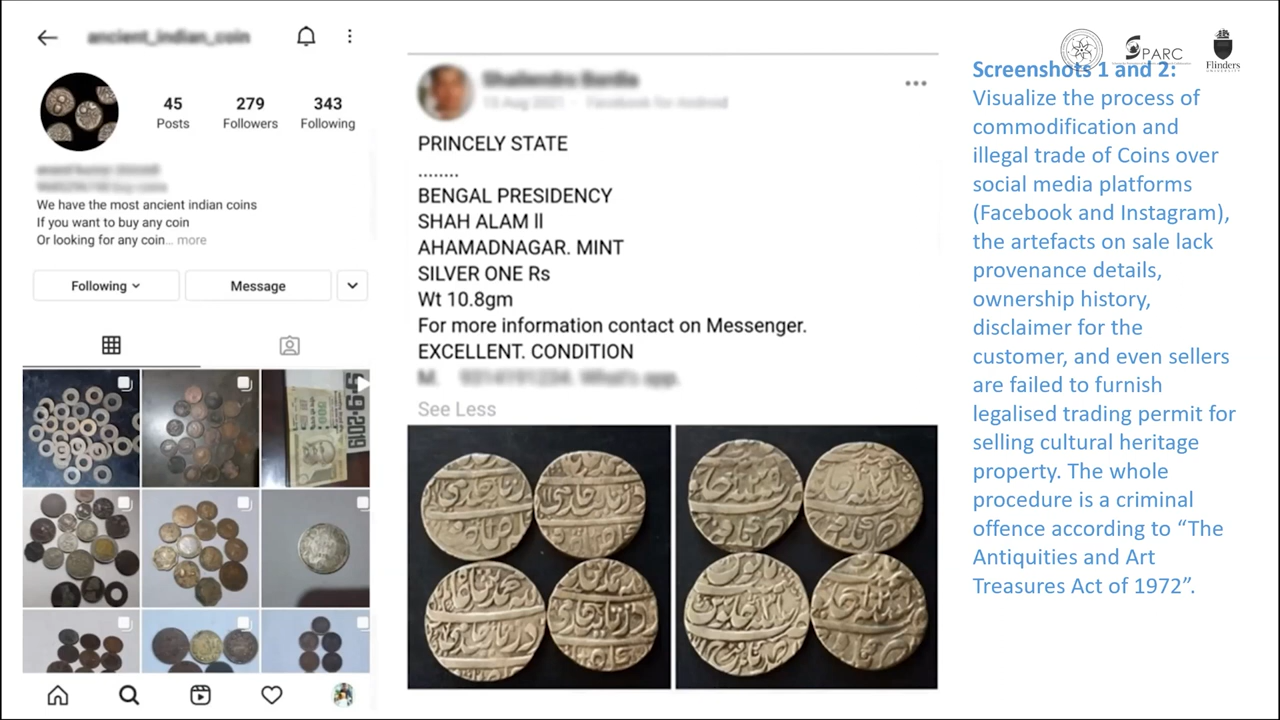 45
Posts
279
Followers
343
Following
We have the most ancient indian coins
If you want to buy any coin
Or looking for any coin... more
Following
Message
PRINCELY STATE
........
BENGAL PRESIDENCY
SHAH ALAM ll
AHAMADNAGAR. MINT
SILVER ONE Rs
Wt 10.8gm
For more information contact on Messenger.
EXCELLENT. CONDITION
See Less
SPARC
Flinders
UNIVERSITY
Screenshots 1 and 2:
Visualize the process of
commodification and
illegal trade of Coins over
social media platforms
(Facebook and Instagram),
the artefacts on sale lack
provenance details,
ownership history,
disclaimer for the
customer, and even sellers
are failed to furnish
legalised trading permit for
selling cultural heritage
property. The whole
procedure is a criminal
offence according to “The
Antiquities and Art
Treasures Act of 1972”.